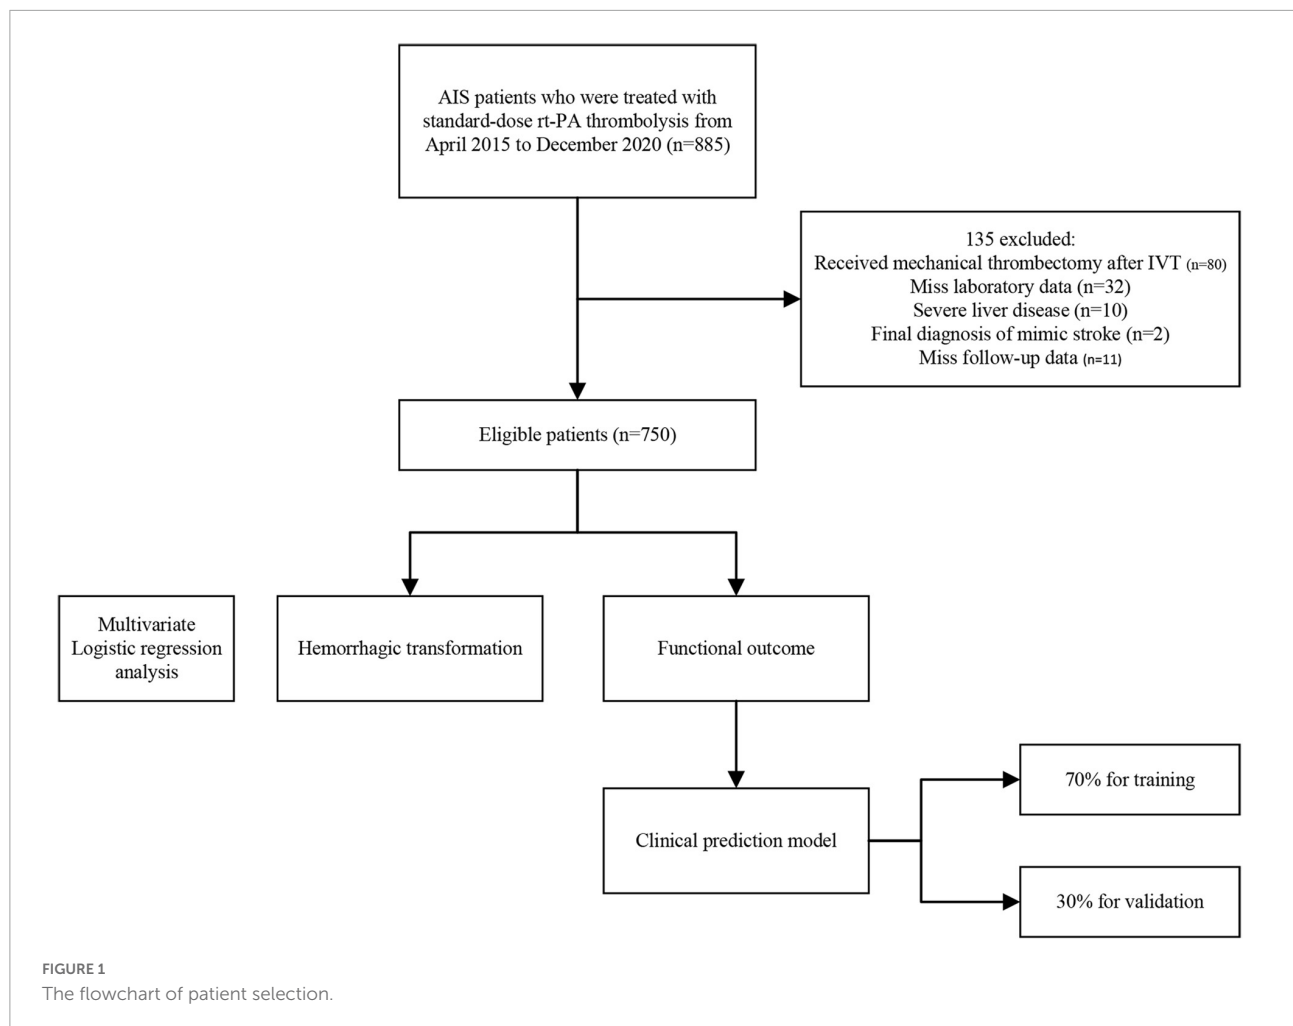 AIS patients who were treated with
standard-dose rt-PA thrombolysis from
April 2015 to December 2020 (n=885)
135 excluded:
Received mechanical thrombectomy after IVT (n=80)
Miss laboratory data (n=32)
Severe liver disease (n=10)
Final diagnosis of mimic stroke (n=2)
Miss follow-up data (n=11)
Eligible patients (n=750)
Multivariate
Logistic regression
analysis
Hemorrhagic transformation
Functional outcome
70% for training
Clinical prediction model
30% for validation
FIGURE 1
The flowchart of patient selection.